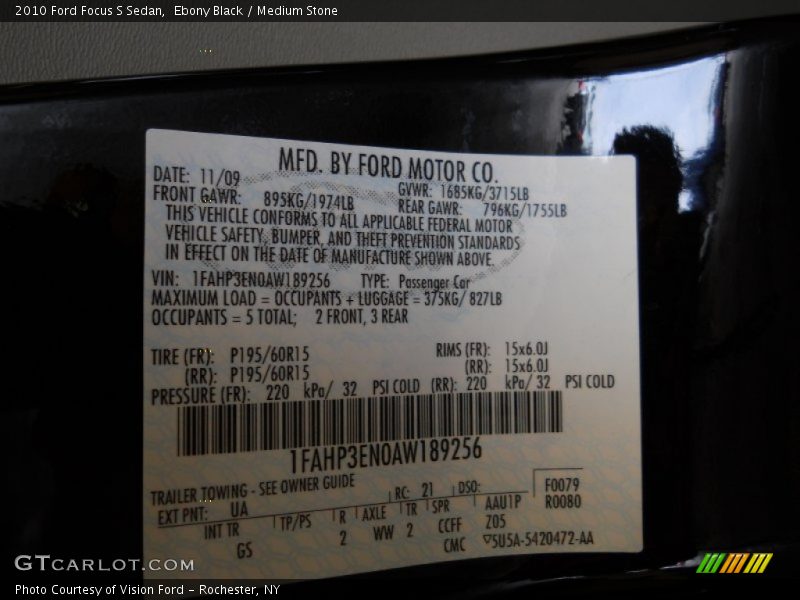 2010 Ford Focus S Sedan,  Ebony Black / Medium Stone
MFD. BY FORD MOTOR CO.
DATE: 11/09 GVWR: 1685KG/3715LB
FRONT GAWR: 895KG/1974LB REAR GAWR: 796KG/1755LB
THIS VEHICLE CONFORMS TO ALL APPLICABLE FEDERAL MOTOR
VEHICLE SAFETY, BUMPER, AND THEFT PREVENTION STANDARDS
IN EFFECT ON THE DATE OF MANUFACTURE SHOWN ABOVE.
VIN: 1FAHP3EN0AW189256 TYPE: Passenger Car
MAXIMUM LOAD = OCCUPANTS + LUGGAGE = 375KG/ 827LB
OCCUPANTS = 5 TOTAL; 2 FRONT, 3 REAR
TIRE (FR): P195/60R15 RIMS (FR): 15x6.0J
(RR): P195/60R15 (RR): 15x6.0J
PRESSURE (FR): 220 kPa/ 32 PSI COLD (RR): 220 kPa/ 32 PSI COLD
1FAHP3EN0AW189256
TRAILER TOWING - SEE OWNER GUIDE
EXT PNT: UA RC: 21 DSO: F0079
INT TR TP/PS R AXLE TR SPR AAU1P R0080
GS 2 WW 2 CCFF Z05
CMC ▽5U5A-5420472-AA
GTCARLOT.COM
Photo Courtesy of Vision Ford – Rochester, NY